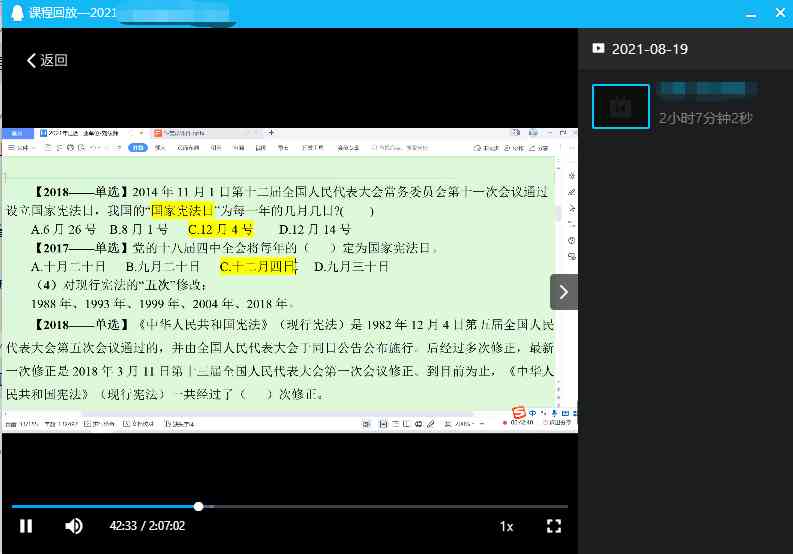 课程回放—2021
返回
2021-08-19
2小时7分钟2秒
【2018——单选】2014 年 11 月 1 日第十二届全国人民代表大会常务委员会第十一次会议通过
设立国家宪法日，我国的“国家宪法日”为每一年的几月几日?( )
A.6 月 26 号 B.8 月 1 号 C.12 月 4 号 D.12 月 14 号
【2017——单选】党的十八届四中全会将每年的（ ）定为国家宪法日。
A.十月二十日 B.九月二十日 C.十二月四日 D.九月三十日
（4）对现行宪法的“五次”修改：
1988 年、1993 年、1999 年、2004 年、2018 年。
【2018——单选】《中华人民共和国宪法》（现行宪法）是 1982 年 12 月 4 日第五届全国人民
代表大会第五次会议通过的，并由全国人民代表大会于同日公告公布施行。后经过多次修正，最新
一次修正是 2018 年 3 月 11 日第十三届全国人民代表大会第一次会议修正。到目前为止，《中华人
民共和国宪法》（现行宪法）一共经过了（ ）次修正。
42:33 / 2:07:02
1x